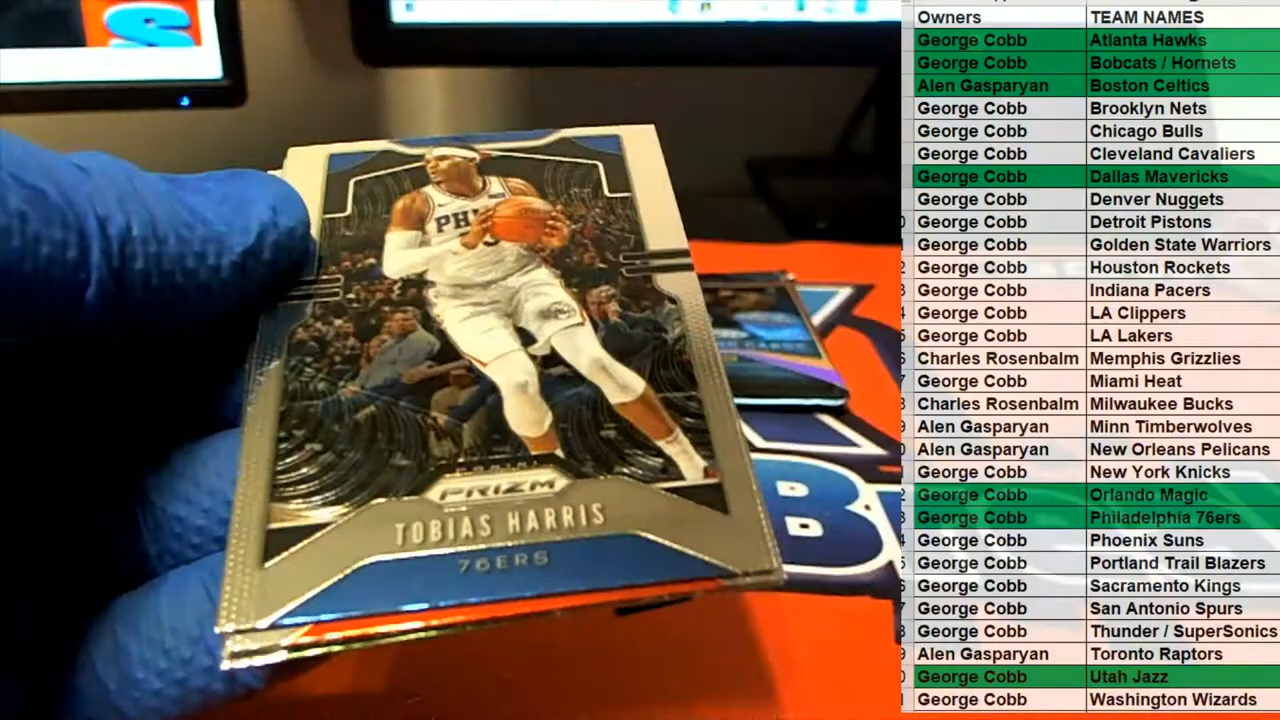 S
PHI
PANINI
PRIZM
TOBIAS HARRIS
76ERS
B
Owners TEAM NAMES
George Cobb Atlanta Hawks
George Cobb Bobcats / Hornets
Alen Gasparyan Boston Celtics
George Cobb Brooklyn Nets
George Cobb Chicago Bulls
George Cobb Cleveland Cavaliers
George Cobb Dallas Mavericks
George Cobb Denver Nuggets
George Cobb Detroit Pistons
George Cobb Golden State Warriors
George Cobb Houston Rockets
George Cobb Indiana Pacers
George Cobb LA Clippers
George Cobb LA Lakers
Charles Rosenbalm Memphis Grizzlies
George Cobb Miami Heat
Charles Rosenbalm Milwaukee Bucks
Alen Gasparyan Minn Timberwolves
Alen Gasparyan New Orleans Pelicans
George Cobb New York Knicks
George Cobb Orlando Magic
George Cobb Philadelphia 76ers
George Cobb Phoenix Suns
George Cobb Portland Trail Blazers
George Cobb Sacramento Kings
George Cobb San Antonio Spurs
George Cobb Thunder / SuperSonics
Alen Gasparyan Toronto Raptors
George Cobb Utah Jazz
George Cobb Washington Wizards